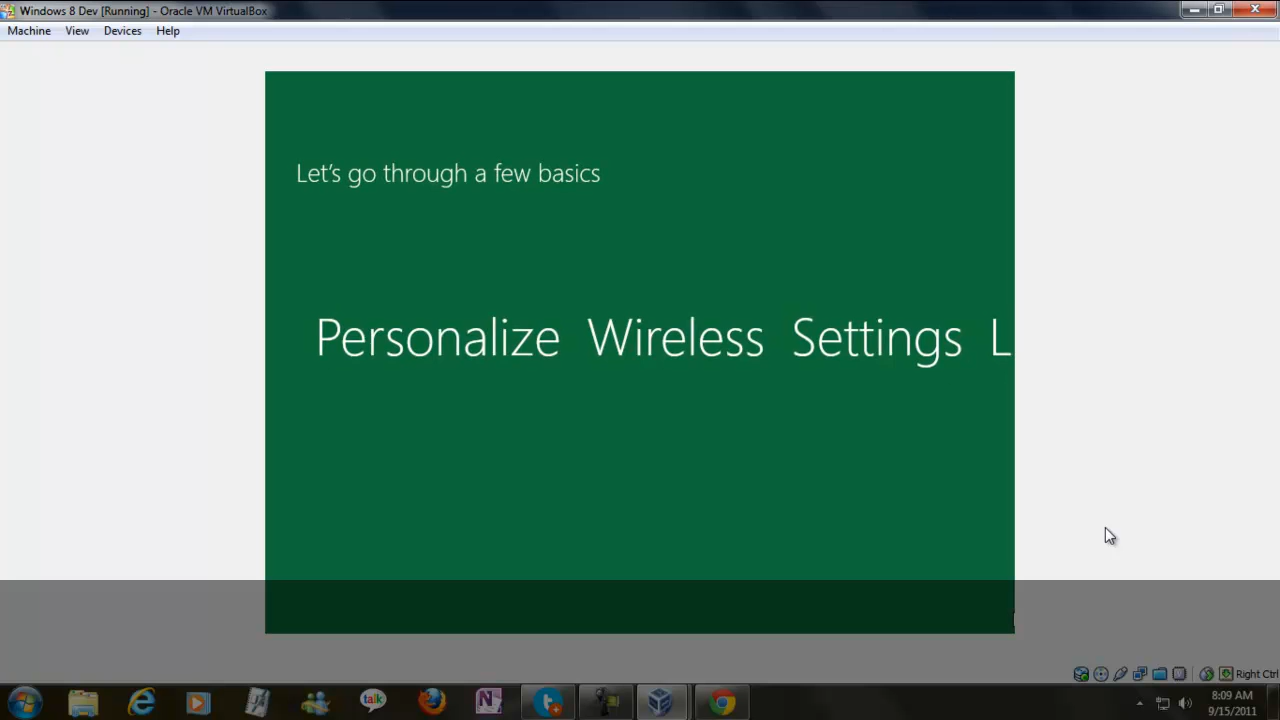 Windows 8 Dev [Running] - Oracle VM VirtualBox
Machine View Devices Help
Let's go through a few basics
Personalize Wireless Settings L
Right Ctrl
talk
N
8:09 AM
9/15/2011